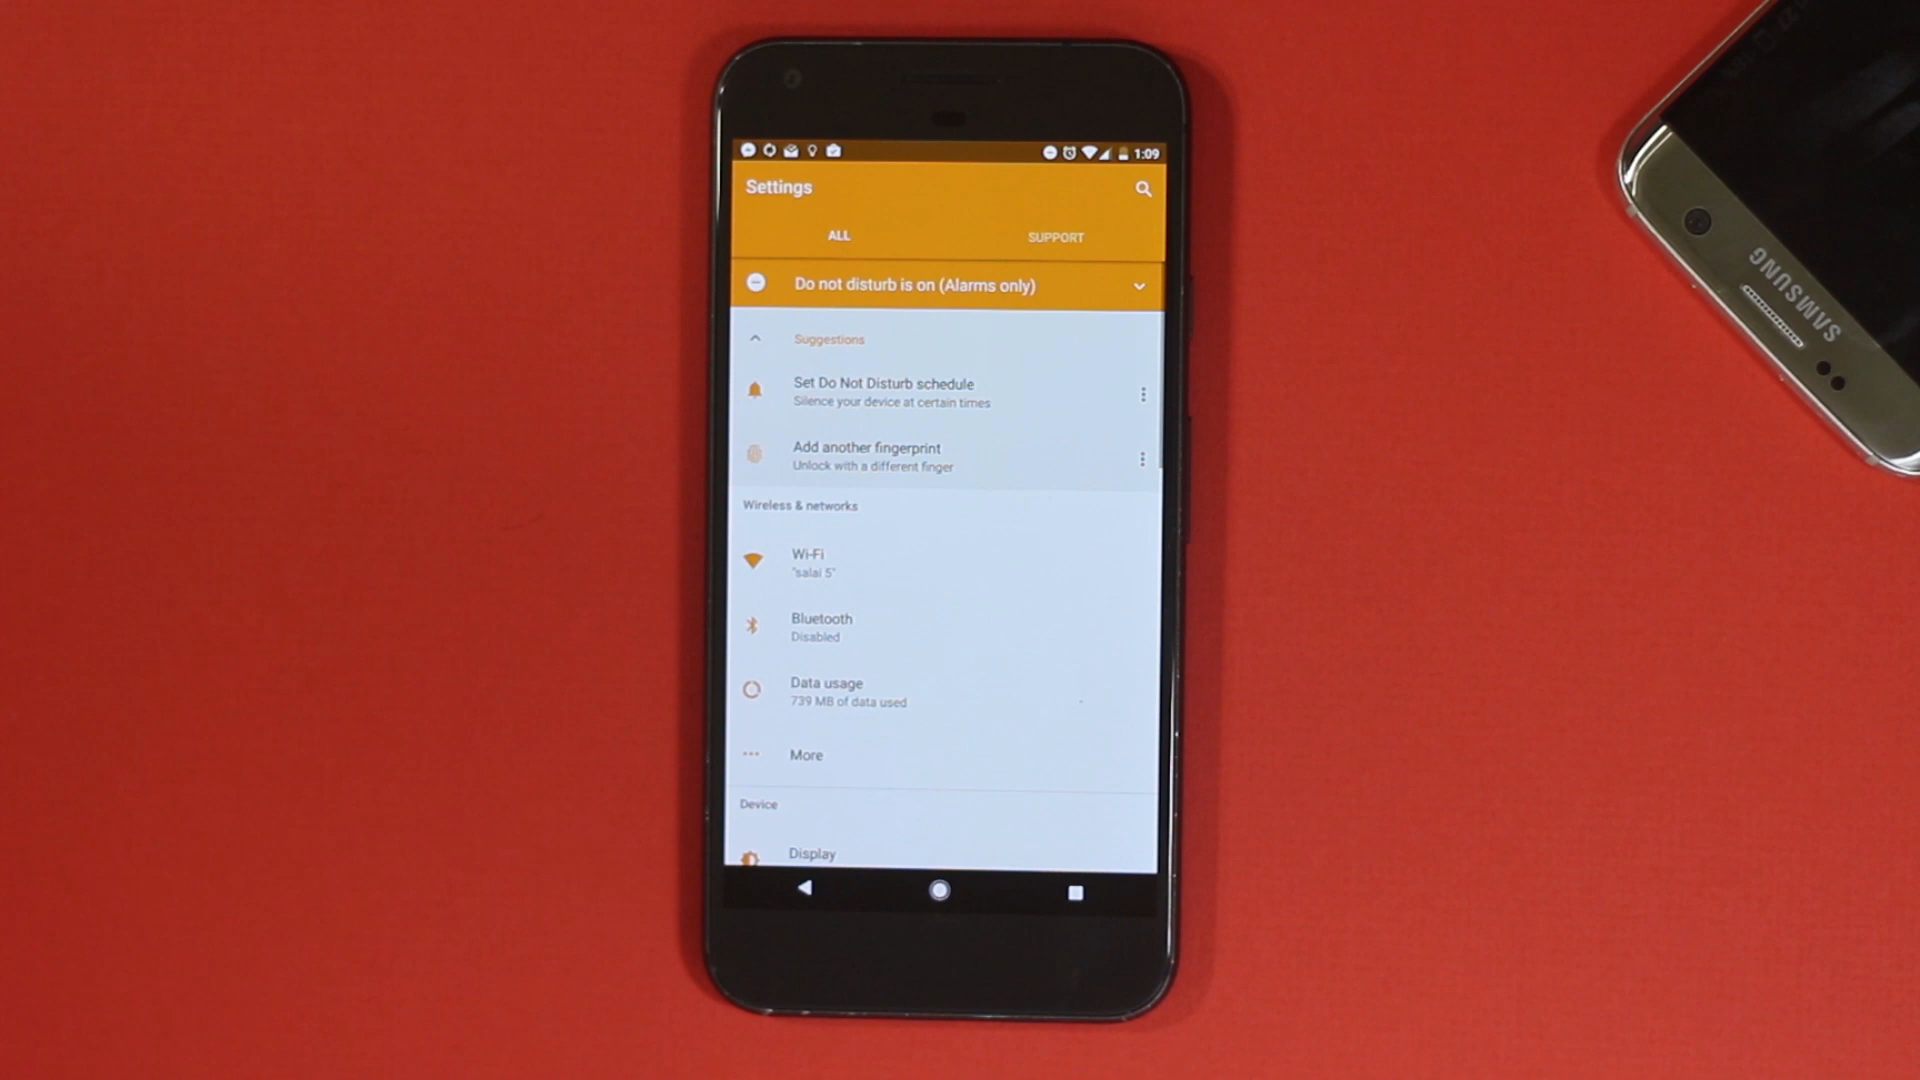 1:09
Settings
ALL
SUPPORT
Do not disturb is on (Alarms only)
Suggestions
Set Do Not Disturb schedule
Silence your device at certain times
Add another fingerprint
Unlock with a different finger
Wireless & networks
Wi-Fi
"salai 5"
Bluetooth
Disabled
Data usage
739 MB of data used
More
Device
Display
SAMSUNG